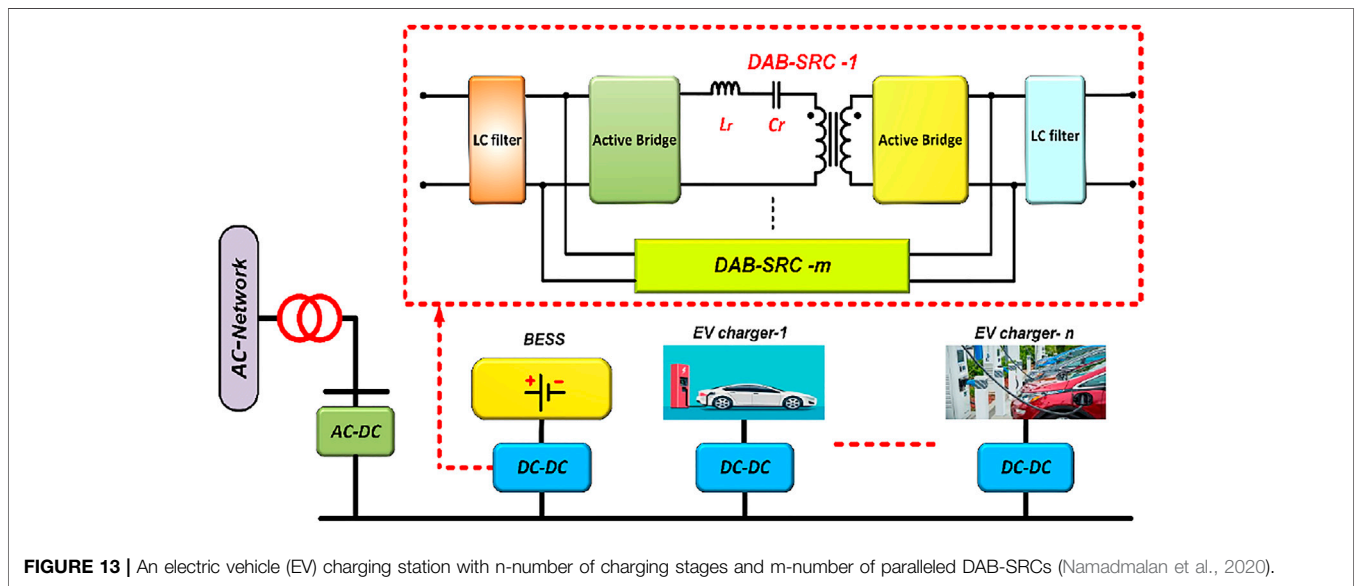 DAB-SRC -1
LC filter
Active Bridge
Lr
Cr
Active Bridge
LC filter
DAB-SRC -m
AC-Network
BESS
EV charger-1
EV charger- n
+ -
AC-DC
DC-DC
DC-DC
DC-DC
FIGURE 13 | An electric vehicle (EV) charging station with n-number of charging stages and m-number of paralleled DAB-SRCs (Namadmalan et al., 2020).